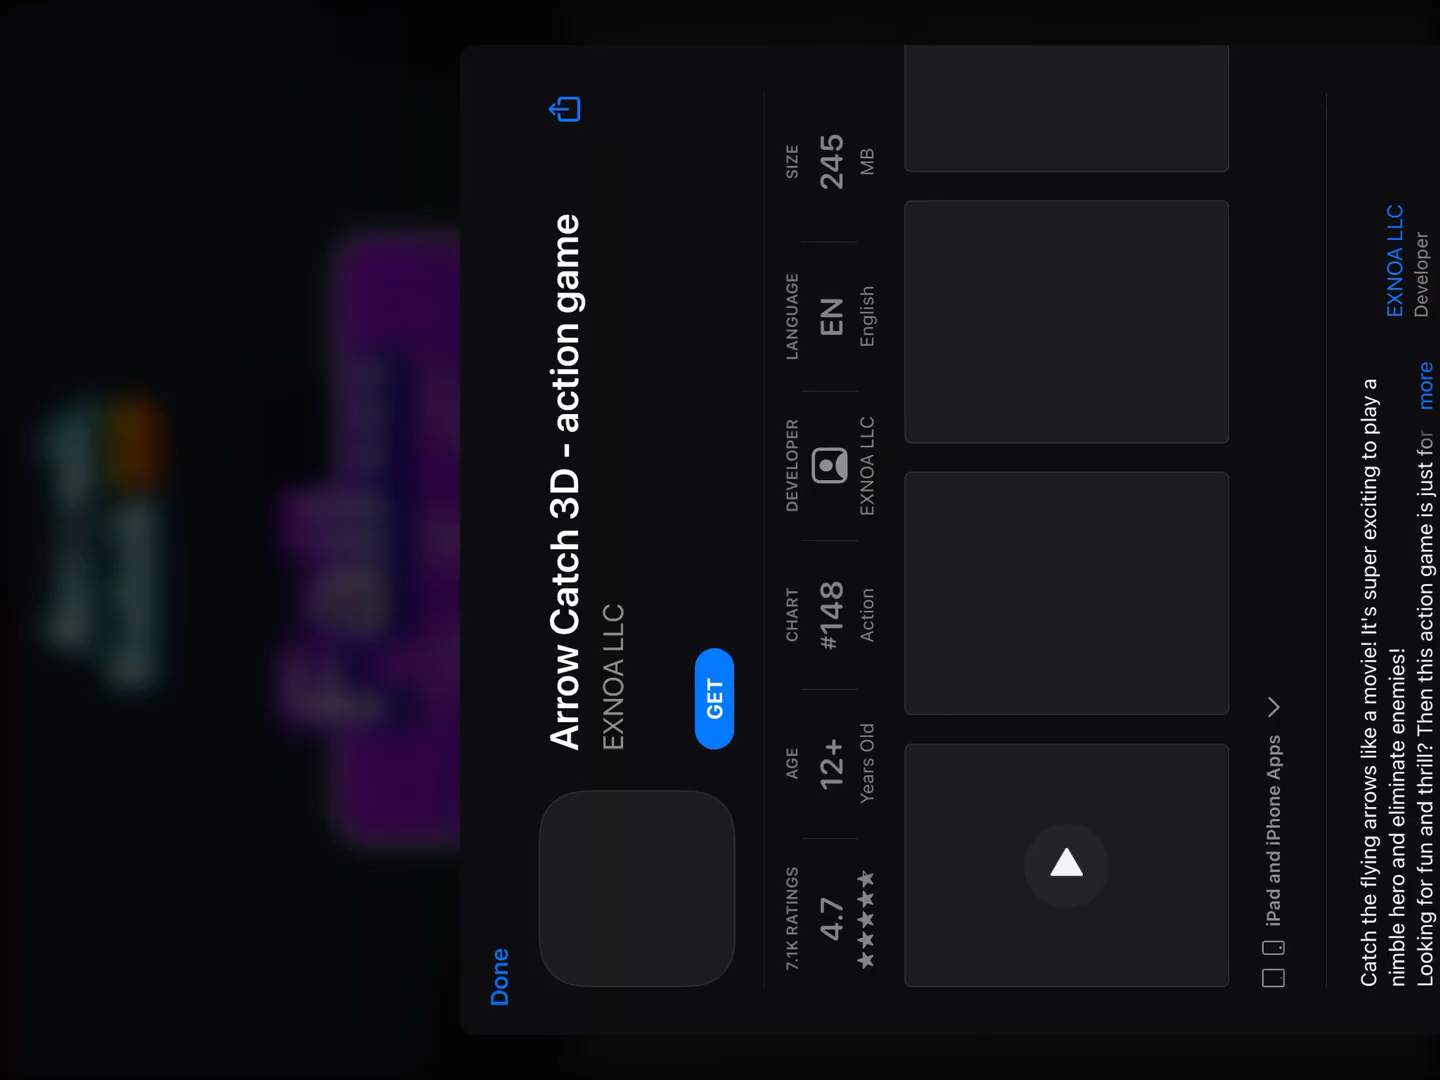 Done
Arrow Catch 3D - action game
EXNOA LLC
GET
7.1K RATINGS
4.7
AGE
12+
Years Old
CHART
#148
Action
DEVELOPER
EXNOA LLC
LANGUAGE
EN
English
SIZE
245
MB
iPad and iPhone Apps
Catch the flying arrows like a movie! It's super exciting to play a
nimble hero and eliminate enemies!
Looking for fun and thrill? Then this action game is just for more
EXNOA LLC
Developer